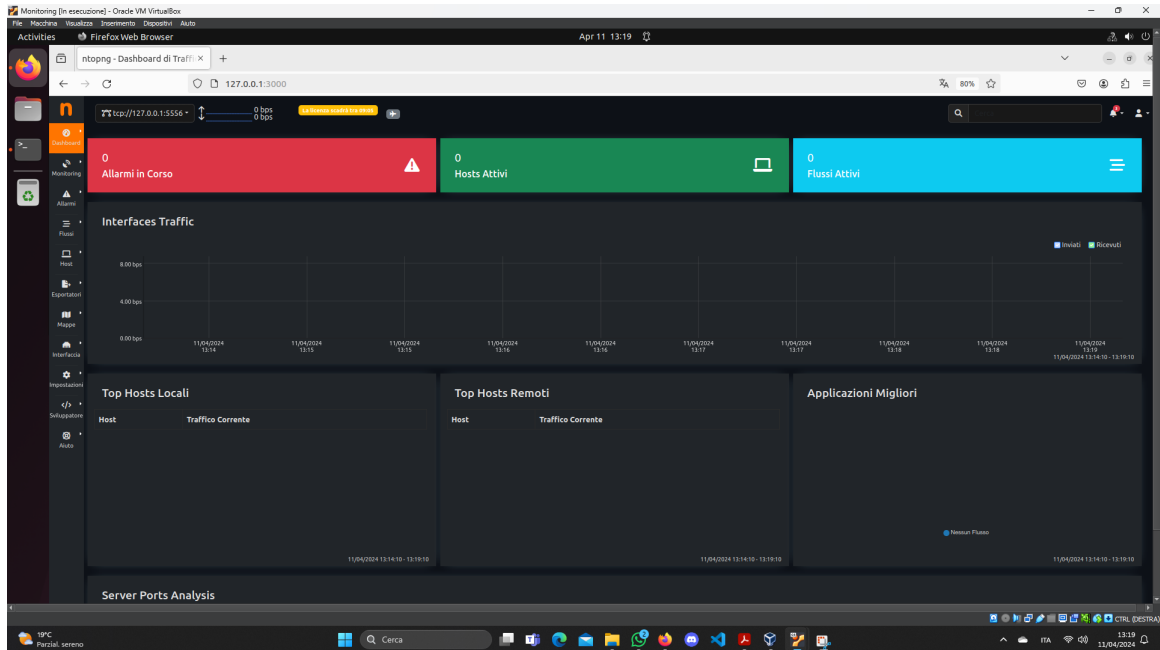 Monitoring [In esecuzione] - Oracle VM VirtualBox
File Macchina Visualizza Inserimento Dispositivi Aiuto
Activities Firefox Web Browser Apr 11 13:19
ntopng - Dashboard di Traffi
127.0.0.1:3000 80%
tcp://127.0.0.1:5556 0 bps
0 bps
Dashboard
Monitoring
Allarmi
Flussi
Host
Esportatori
Mappe
Interfaccia
Impostazioni
Sviluppatore
Aiuto
0
Allarmi in Corso
0
Hosts Attivi
0
Flussi Attivi
Interfaces Traffic
Inviati Ricevuti
8.00 bps
4.00 bps
0.00 bps
11/04/2024 11/04/2024 11/04/2024 11/04/2024 11/04/2024 11/04/2024 11/04/2024 11/04/2024 11/04/2024 11/04/2024
13:14 13:15 13:15 13:16 13:16 13:17 13:17 13:18 13:18 13:19
11/04/2024 13:14:10 - 13:19:10
Top Hosts Locali
Host Traffico Corrente
11/04/2024 13:14:10 - 13:19:10
Top Hosts Remoti
Host Traffico Corrente
11/04/2024 13:14:10 - 13:19:10
Applicazioni Migliori
Nessun Flusso
11/04/2024 13:14:10 - 13:19:10
Server Ports Analysis
CTRL (DESTRA)
19°C
Parzial. sereno
Cerca
ITA
13:19
11/04/2024